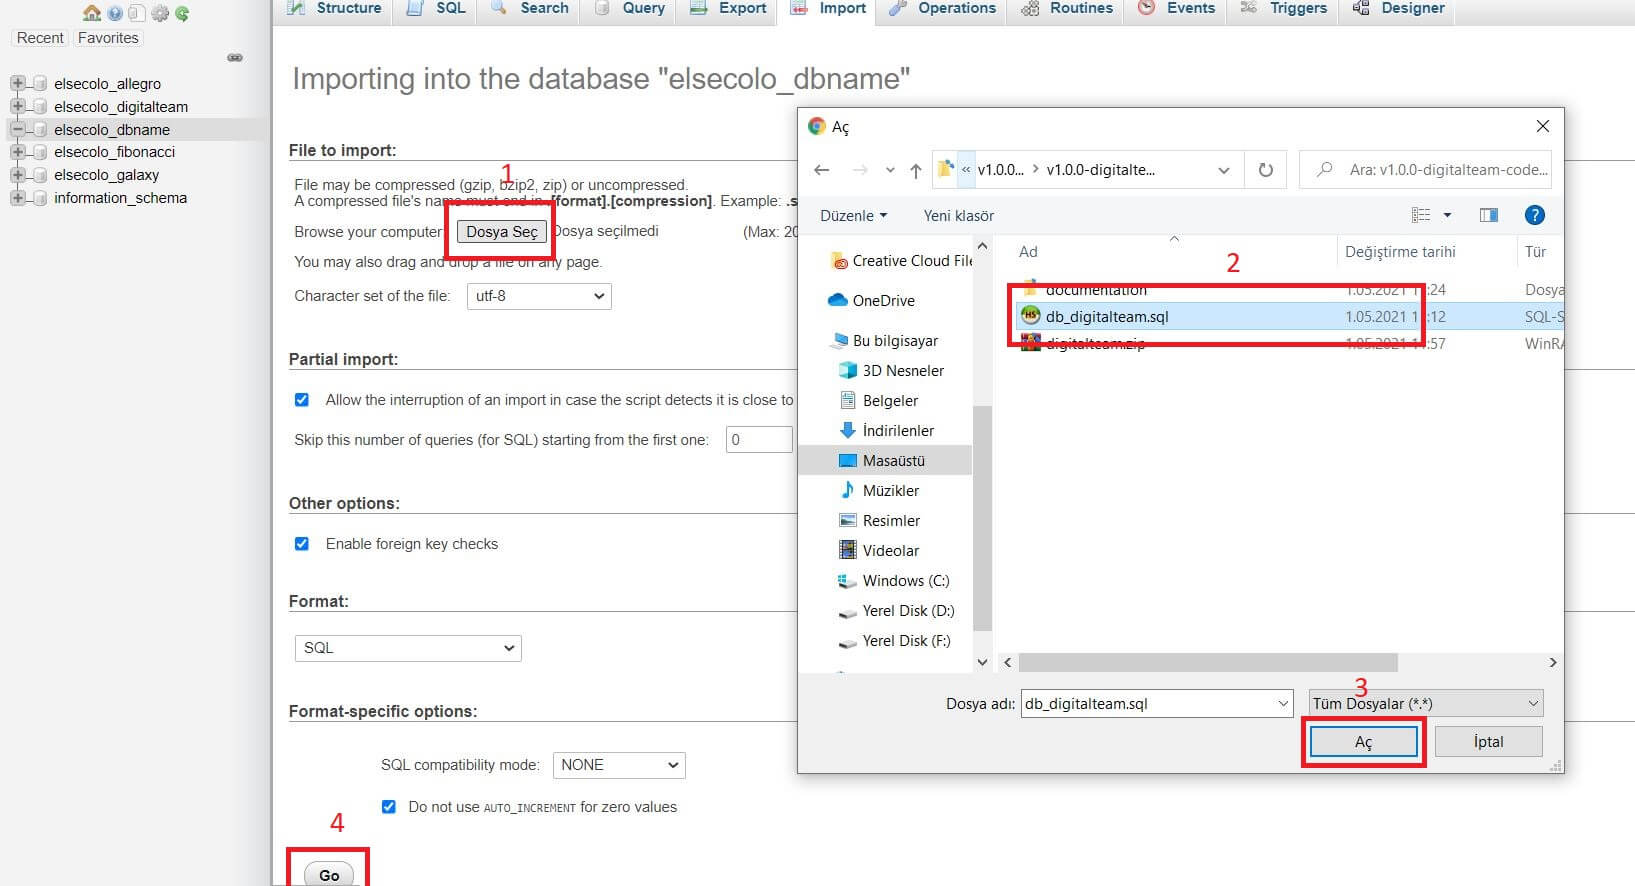 Structure SQL Search Query Export Import Operations Routines Events Triggers Designer
Recent Favorites
elsecolo_allegro
elsecolo_digitalteam
elsecolo_dbname
elsecolo_fibonacci
elsecolo_galaxy
information_schema
Importing into the database "elsecolo_dbname"
File to import:
1
File may be compressed (gzip, bzip2, zip) or uncompressed.
A compressed file's name must end in .[format].[compression]. Example: .s
Browse your computer: Dosya Seç Dosya seçilmedi (Max: 20
You may also drag and drop a file on any page.
Character set of the file: utf-8
Partial import:
Allow the interruption of an import in case the script detects it is close to
Skip this number of queries (for SQL) starting from the first one: 0
Other options:
Enable foreign key checks
Format:
SQL
Format-specific options:
SQL compatibility mode: NONE
Do not use AUTO_INCREMENT for zero values
4
Go
Aç
« v1.0.0... › v1.0.0-digitalte... Ara: v1.0.0-digitalteam-code...
Düzenle Yeni klasör
Creative Cloud File
OneDrive
Bu bilgisayar
3D Nesneler
Belgeler
İndirilenler
Masaüstü
Müzikler
Resimler
Videolar
Windows (C:)
Yerel Disk (D:)
Yerel Disk (F:)
Ad Değiştirme tarihi Tür
2
documentation 1.05.2021 :24 Dosya
HS db_digitalteam.sql 1.05.2021 1 :12 SQL-S
digitalteam.zip 1.05.2021 11:57 WinRA
Dosya adı: db_digitalteam.sql Tüm Dosyalar (*.*)
3
Aç İptal